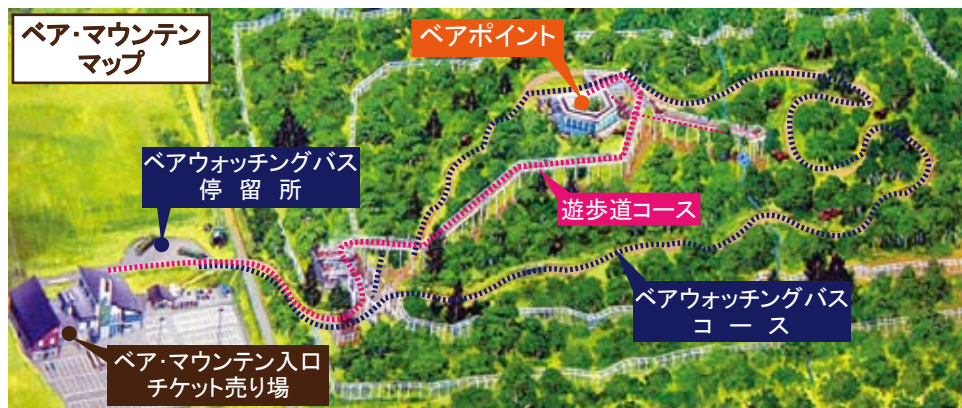 ベア・マウンテン
マップ
ベアポイント
ベアウォッチングバス
停留所
遊歩道コース
ベアウォッチングバス
コース
ベア・マウンテン入口
チケット売り場